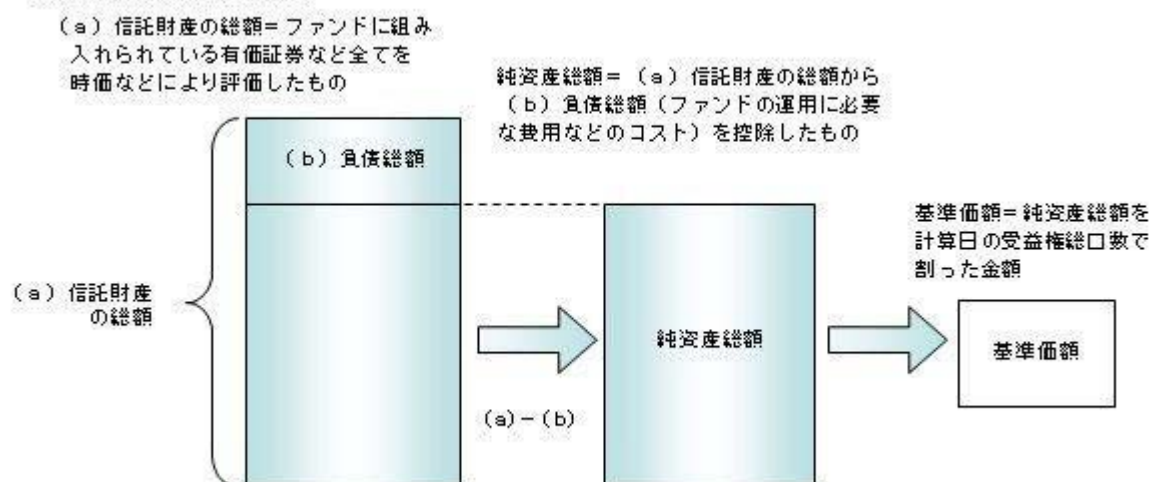 (a)信託財産の総額=ファンドに組み
入れられている有価証券など全てを
時価などにより評価したもの
純資産総額=(a)信託財産の総額から
(b)負債総額(ファンドの運用に必要
な費用などのコスト)を控除したもの
(b)負債総額
基準価額=純資産総額を
計算日の受益権総口数で
割った金額
(a)信託財産
の総額
純資産総額
基準価額
(a)-(b)